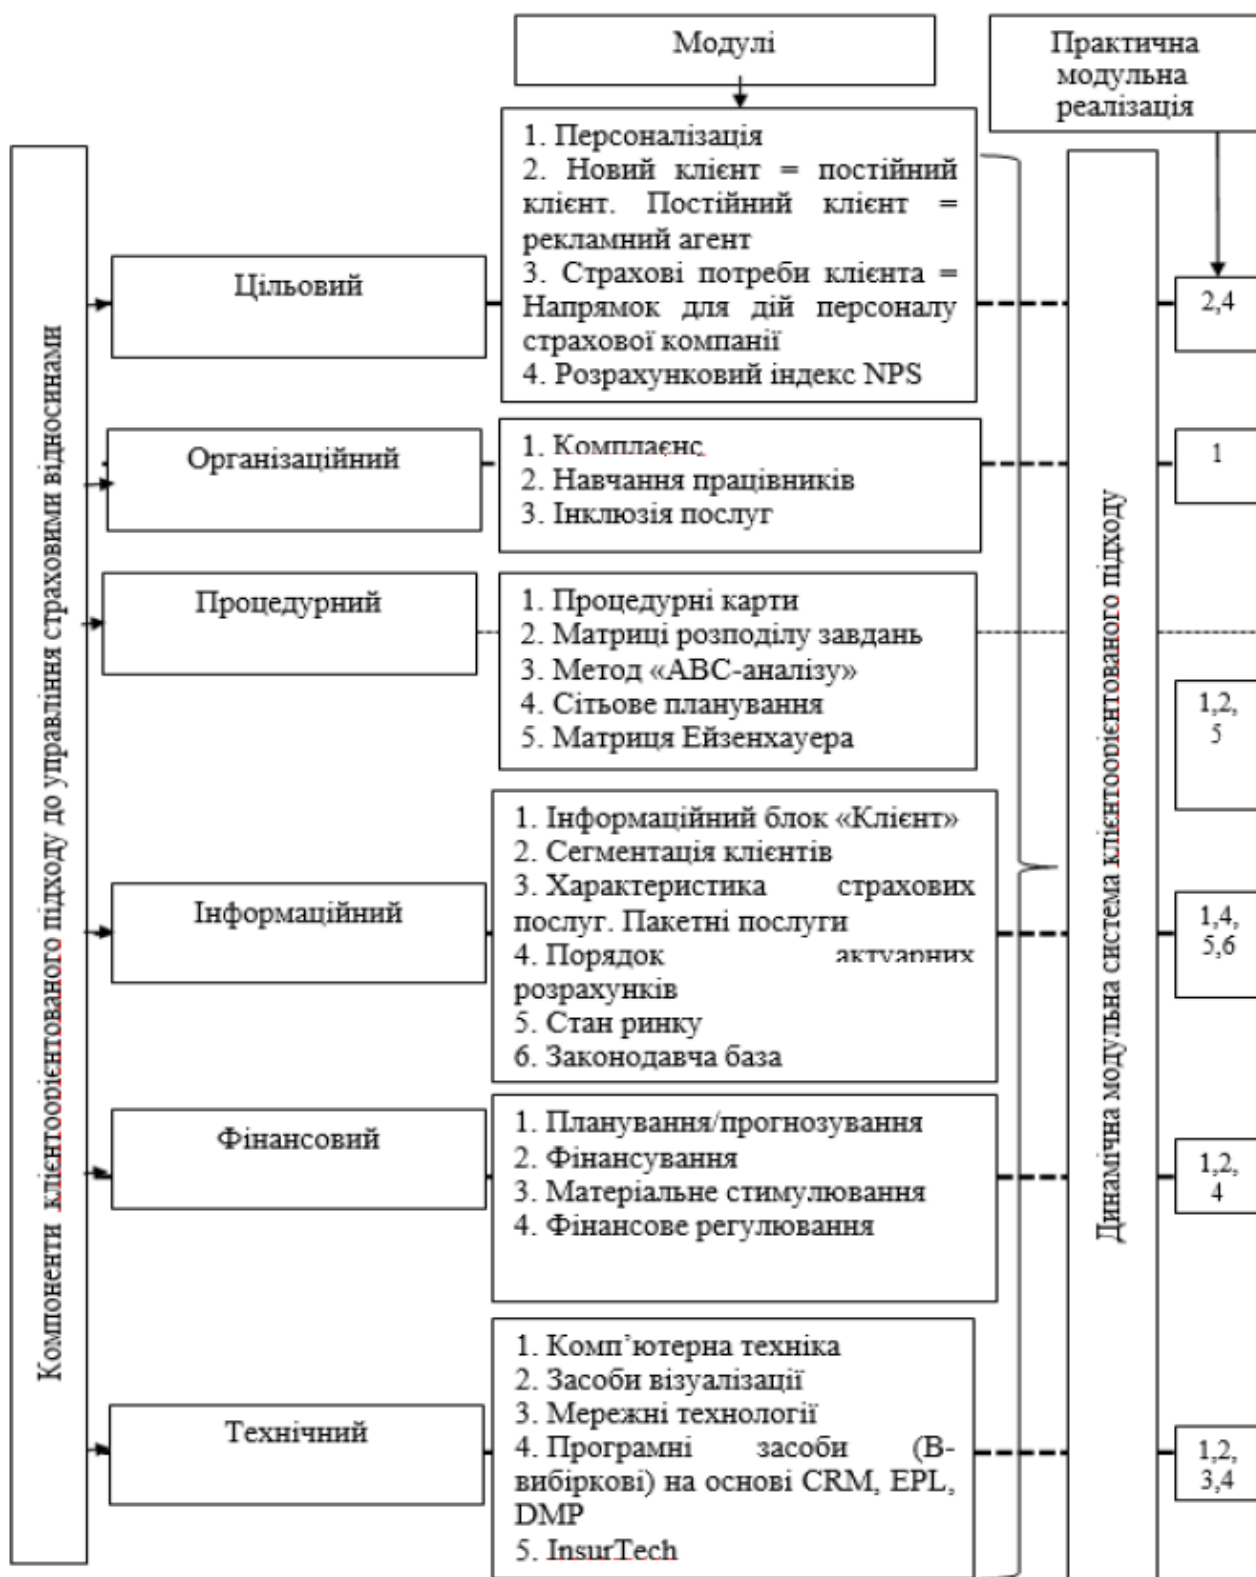 Модулі
Практична
модульна
реалізація
Компоненти клієнтоорієнтованого підходу до управління страховими відносинами
Цільовий
1. Персоналізація
2. Новий клієнт = постійний
клієнт. Постійний клієнт =
рекламний агент
3. Страхові потреби клієнта =
Напрямок для дій персоналу
страхової компанії
4. Розрахунковий індекс NPS
2,4
Організаційний
1. Комплаєнс
2. Навчання працівників
3. Інклюзія послуг
1
Процедурний
1. Процедурні карти
2. Матриці розподілу завдань
3. Метод «АВС-аналізу»
4. Сітьове планування
5. Матриця Ейзенхауера
1,2,
5
Інформаційний
1. Інформаційний блок «Клієнт»
2. Сегментація клієнтів
3. Характеристика страхових
послуг. Пакетні послуги
4. Порядок актуарних
розрахунків
5. Стан ринку
6. Законодавча база
1,4,
5,6
Фінансовий
1. Планування/прогнозування
2. Фінансування
3. Матеріальне стимулювання
4. Фінансове регулювання
1,2,
4
Технічний
1. Комп’ютерна техніка
2. Засоби візуалізації
3. Мережні технології
4. Програмні засоби (В-
вибіркові) на основі CRM, EPL,
DMP
5. InsurTech
1,2,
3,4
Динамічна модульна система клієнтоорієнтованого підходу